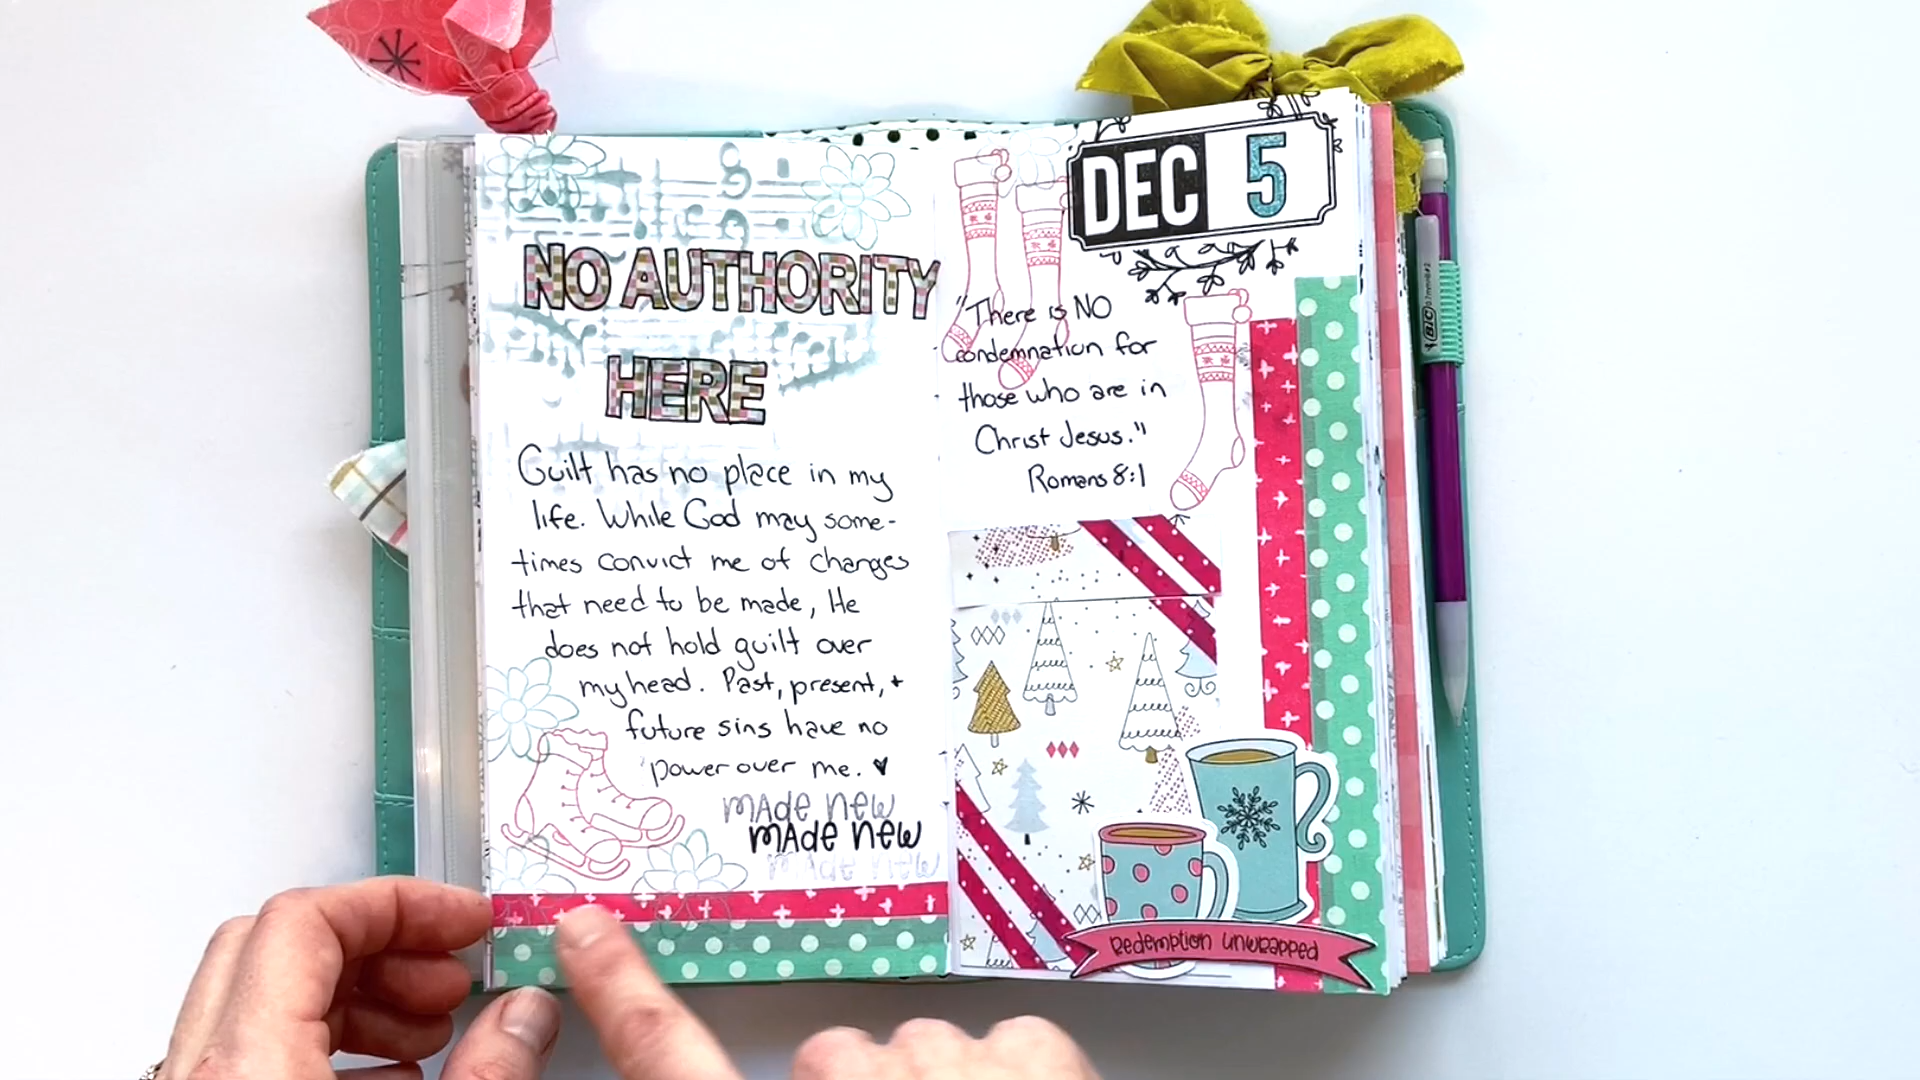 NO AUTHORITY
HERE
Guilt has no place in my
life. While God may some-
times convict me of changes
that need to be made, He
does not hold guilt over
my head. Past, present, +
future sins have no
power over me. ♥
mAde new
mAde new
mAde new
DEC 5
"There is NO
condemnation for
those who are in
Christ Jesus."
Romans 8:1
Redemption unwrapped
BIC